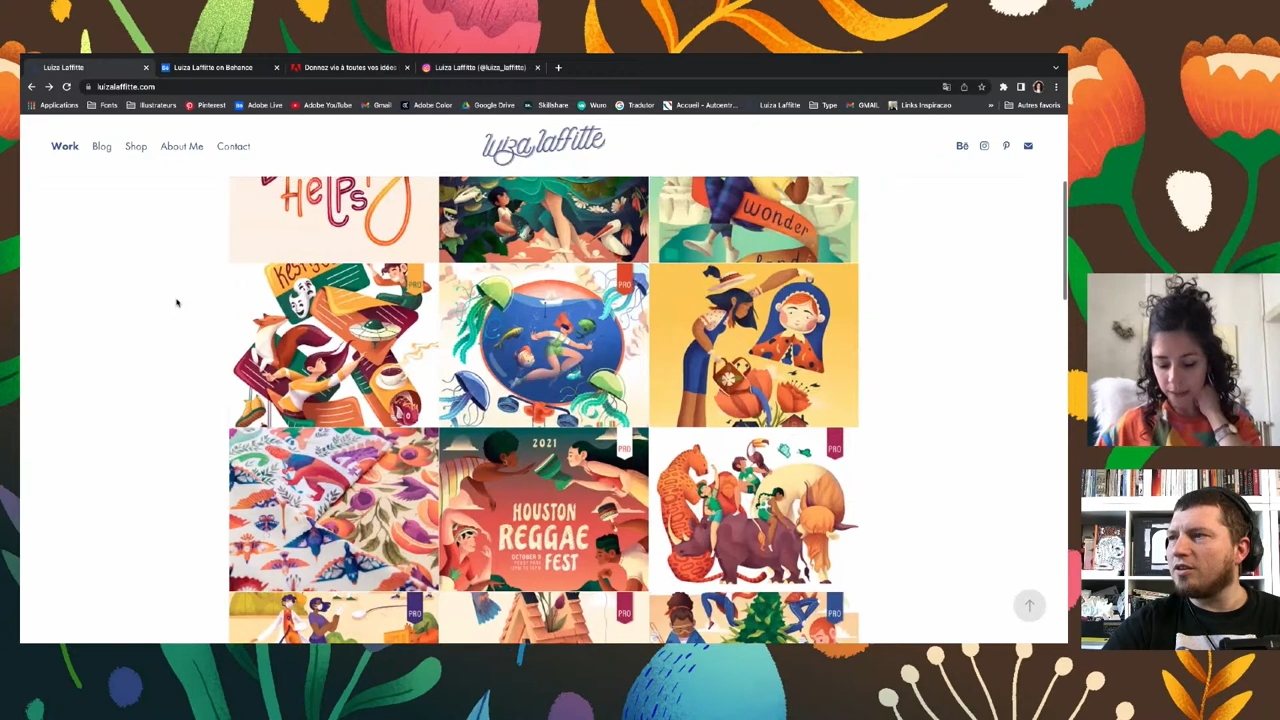 Luiza Laffitte
Luiza Laffitte on Behance
Donnez vie à toutes vos idées
Luiza Laffitte (@luiza_laffitte)
luizalaffitte.com
Applications
Fonts
Illustrateurs
Pinterest
Adobe Live
Adobe YouTube
Gmail
Adobe Color
Google Drive
Skillshare
Wuro
Tradutor
Accueil - Autoentr...
Luiza Laffitte
Type
GMAIL
Links Inspiracao
»
Autres favoris
Work
Blog
Shop
About Me
Contact
luiza laffitte
Bē
HELPS
wonder
PRO
PRO
2021
HOUSTON
REGGAE
FEST
PRO
PRO
PRO
PRO
PRO